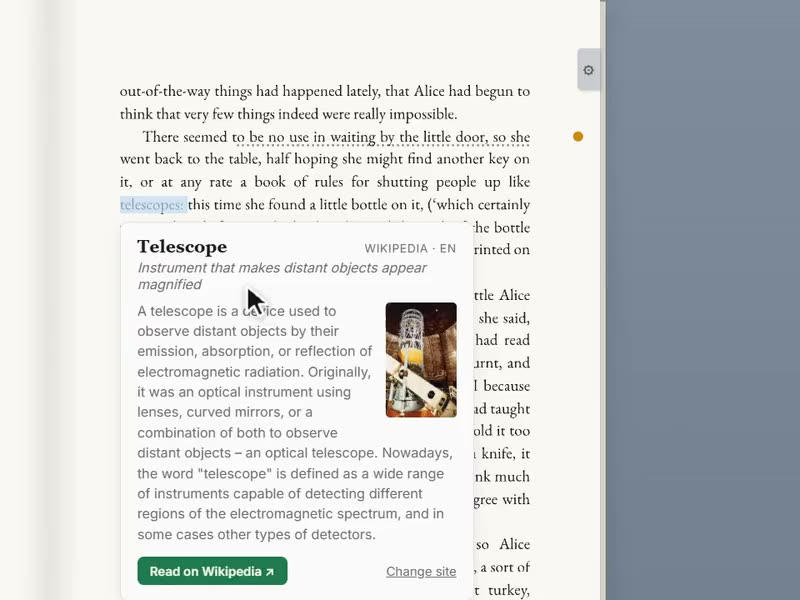 out-of-the-way things had happened lately, that Alice had begun to
think that very few things indeed were really impossible.
There seemed to be no use in waiting by the little door, so she
went back to the table, half hoping she might find another key on
it, or at any rate a book of rules for shutting people up like
telescopes: this time she found a little bottle on it, (‘which certainly
the bottle
rinted on
ttle Alice
she said,
had read
urnt, and
because
ad taught
old it too
knife, it
nk much
gree with
so Alice
, a sort of
turkey,
Telescope
WIKIPEDIA · EN
Instrument that makes distant objects appear
magnified
A telescope is a device used to
observe distant objects by their
emission, absorption, or reflection of
electromagnetic radiation. Originally,
it was an optical instrument using
lenses, curved mirrors, or a
combination of both to observe
distant objects – an optical telescope. Nowadays,
the word "telescope" is defined as a wide range
of instruments capable of detecting different
regions of the electromagnetic spectrum, and in
some cases other types of detectors.
Read on Wikipedia ↗
Change site